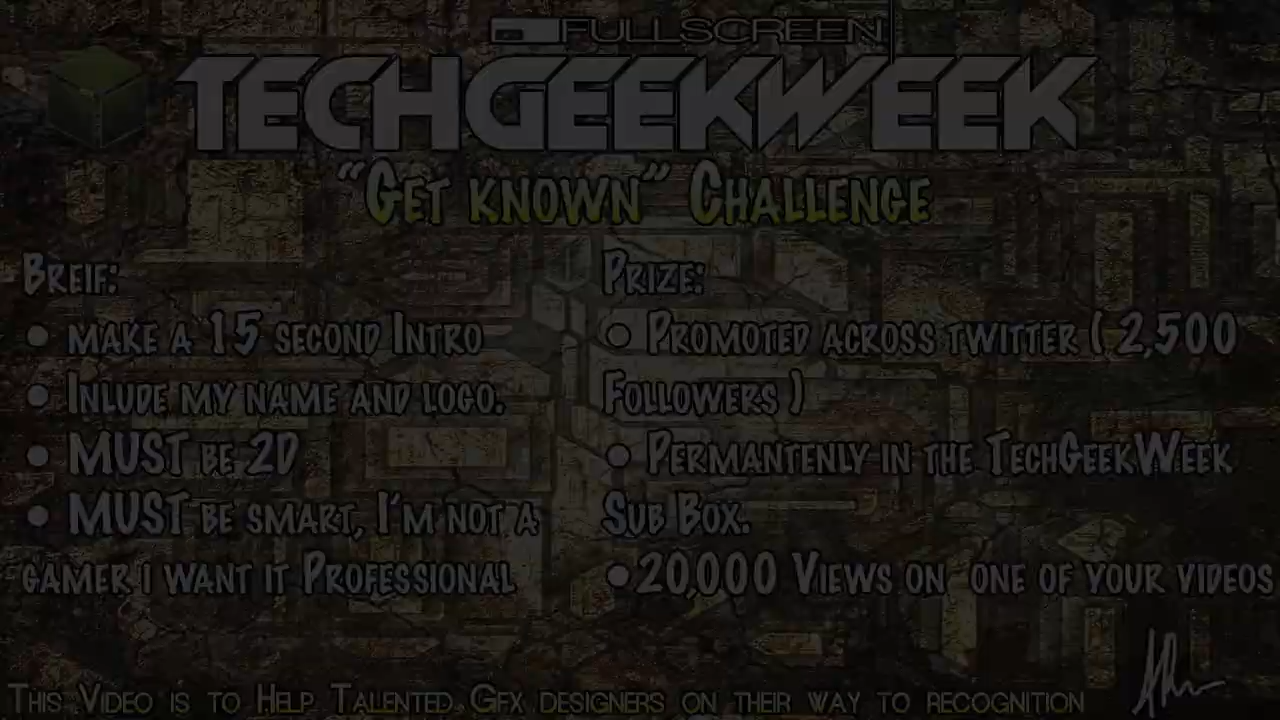 FULLSCREEN
TECHGEEKWEEK
"GET KNOWN" CHALLENGE
BREIF:
• MAKE A 15 SECOND INTRO
• INLUDE MY NAME AND LOGO.
• MUST BE 2D
• MUST BE SMART, I'M NOT A
GAMER I WANT IT PROFESSIONAL
PRIZE:
• PROMOTED ACROSS TWITTER ( 2,500
FOLLOWERS )
• PERMANTENLY IN THE TECHGEEKWEEK
SUB BOX.
• 20,000 VIEWS ON ONE OF YOUR VIDEOS
THIS VIDEO IS TO HELP TALENTED GFX DESIGNERS ON THEIR WAY TO RECOGNITION